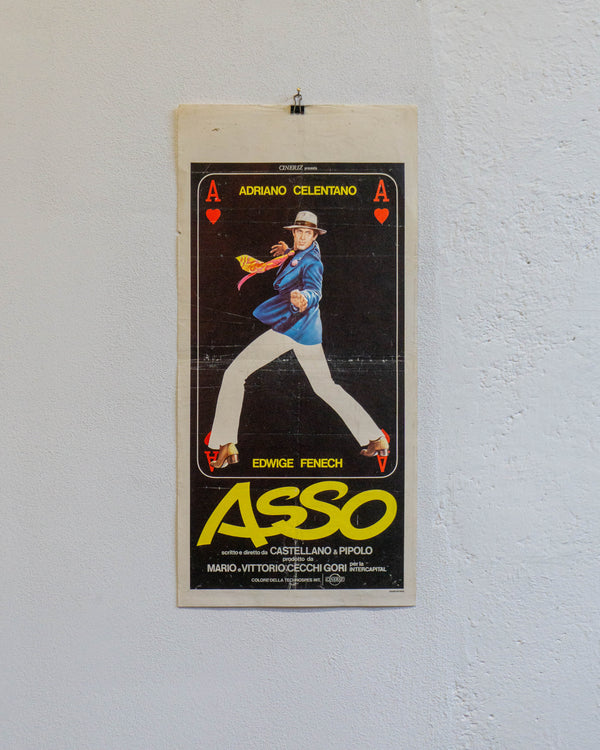 CINERIZ presenta
A A
ADRIANO CELENTANO
EDWIGE FENECH
A A
ASSO
scritto e diretto da CASTELLANO & PIPOLO
prodotto da
MARIO e VITTORIO CECCHI GORI per la INTERCAPITAL
COLORE DELLA TECHNOSPES
CINERIZ